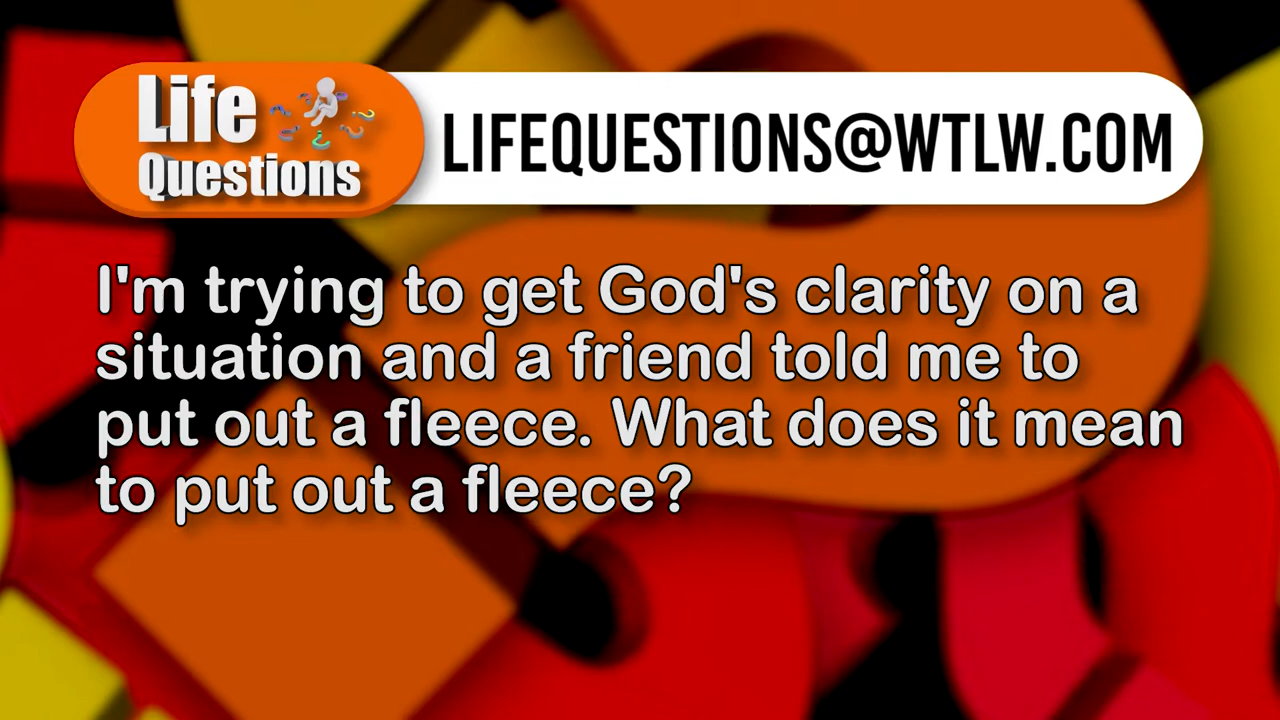 Life
Questions
LIFEQUESTIONS@WTLW.COM
I'm trying to get God's clarity on a
situation and a friend told me to
put out a fleece. What does it mean
to put out a fleece?